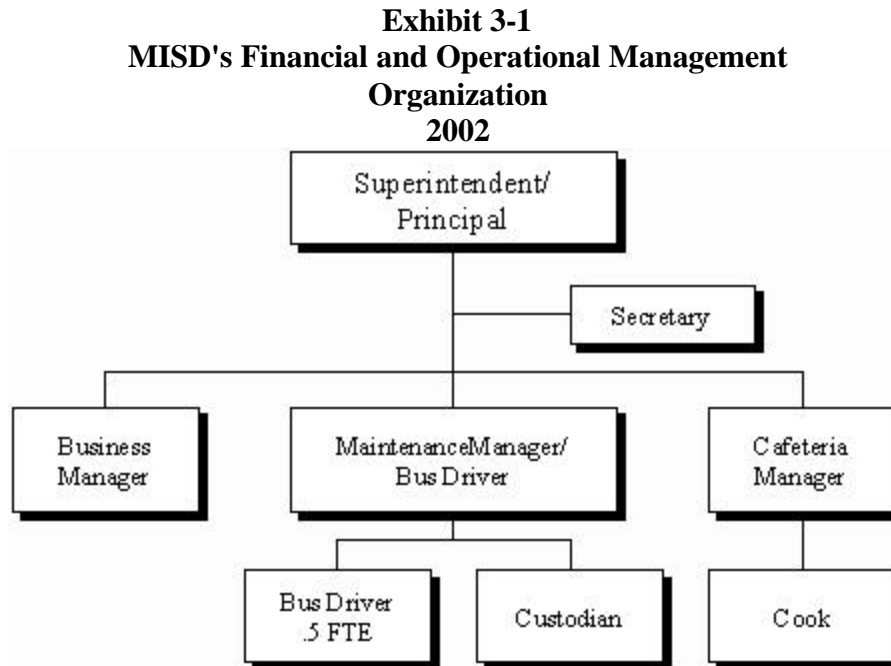 Exhibit 3-1
MISD's Financial and Operational Management
Organization
2002
Superintendent/
Principal
Secretary
Business
Manager
MaintenanceManager/
Bus Driver
Cafeteria
Manager
Bus Driver
.5 FTE
Custodian
Cook